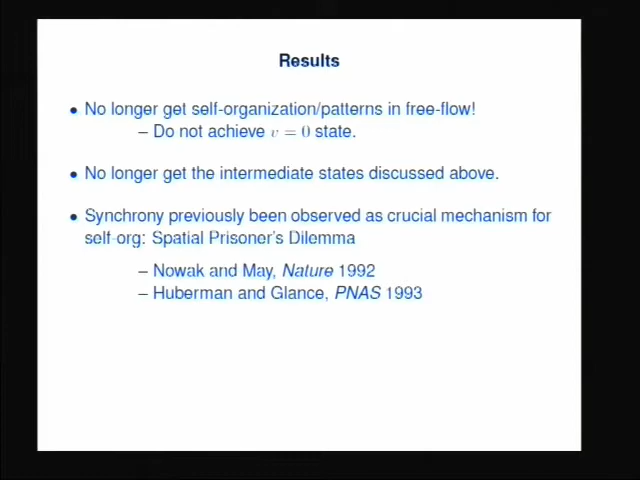 Results
• No longer get self-organization/patterns in free-flow!
– Do not achieve v = 0 state.
• No longer get the intermediate states discussed above.
• Synchrony previously been observed as crucial mechanism for
self-org: Spatial Prisoner's Dilemma
– Nowak and May, Nature 1992
– Huberman and Glance, PNAS 1993